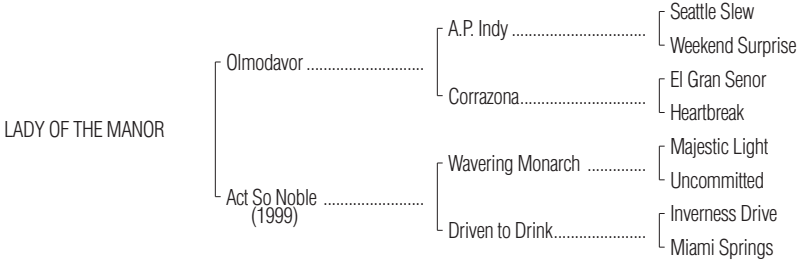 Seattle Slew
A.P. Indy ..............................
Weekend Surprise
Olmodavor ..........................
El Gran Senor
Corrazona............................
Heartbreak
LADY OF THE MANOR
Majestic Light
Wavering Monarch .............
Uncommitted
Act So Noble ......................
(1999)
Inverness Drive
Driven to Drink.....................
Miami Springs